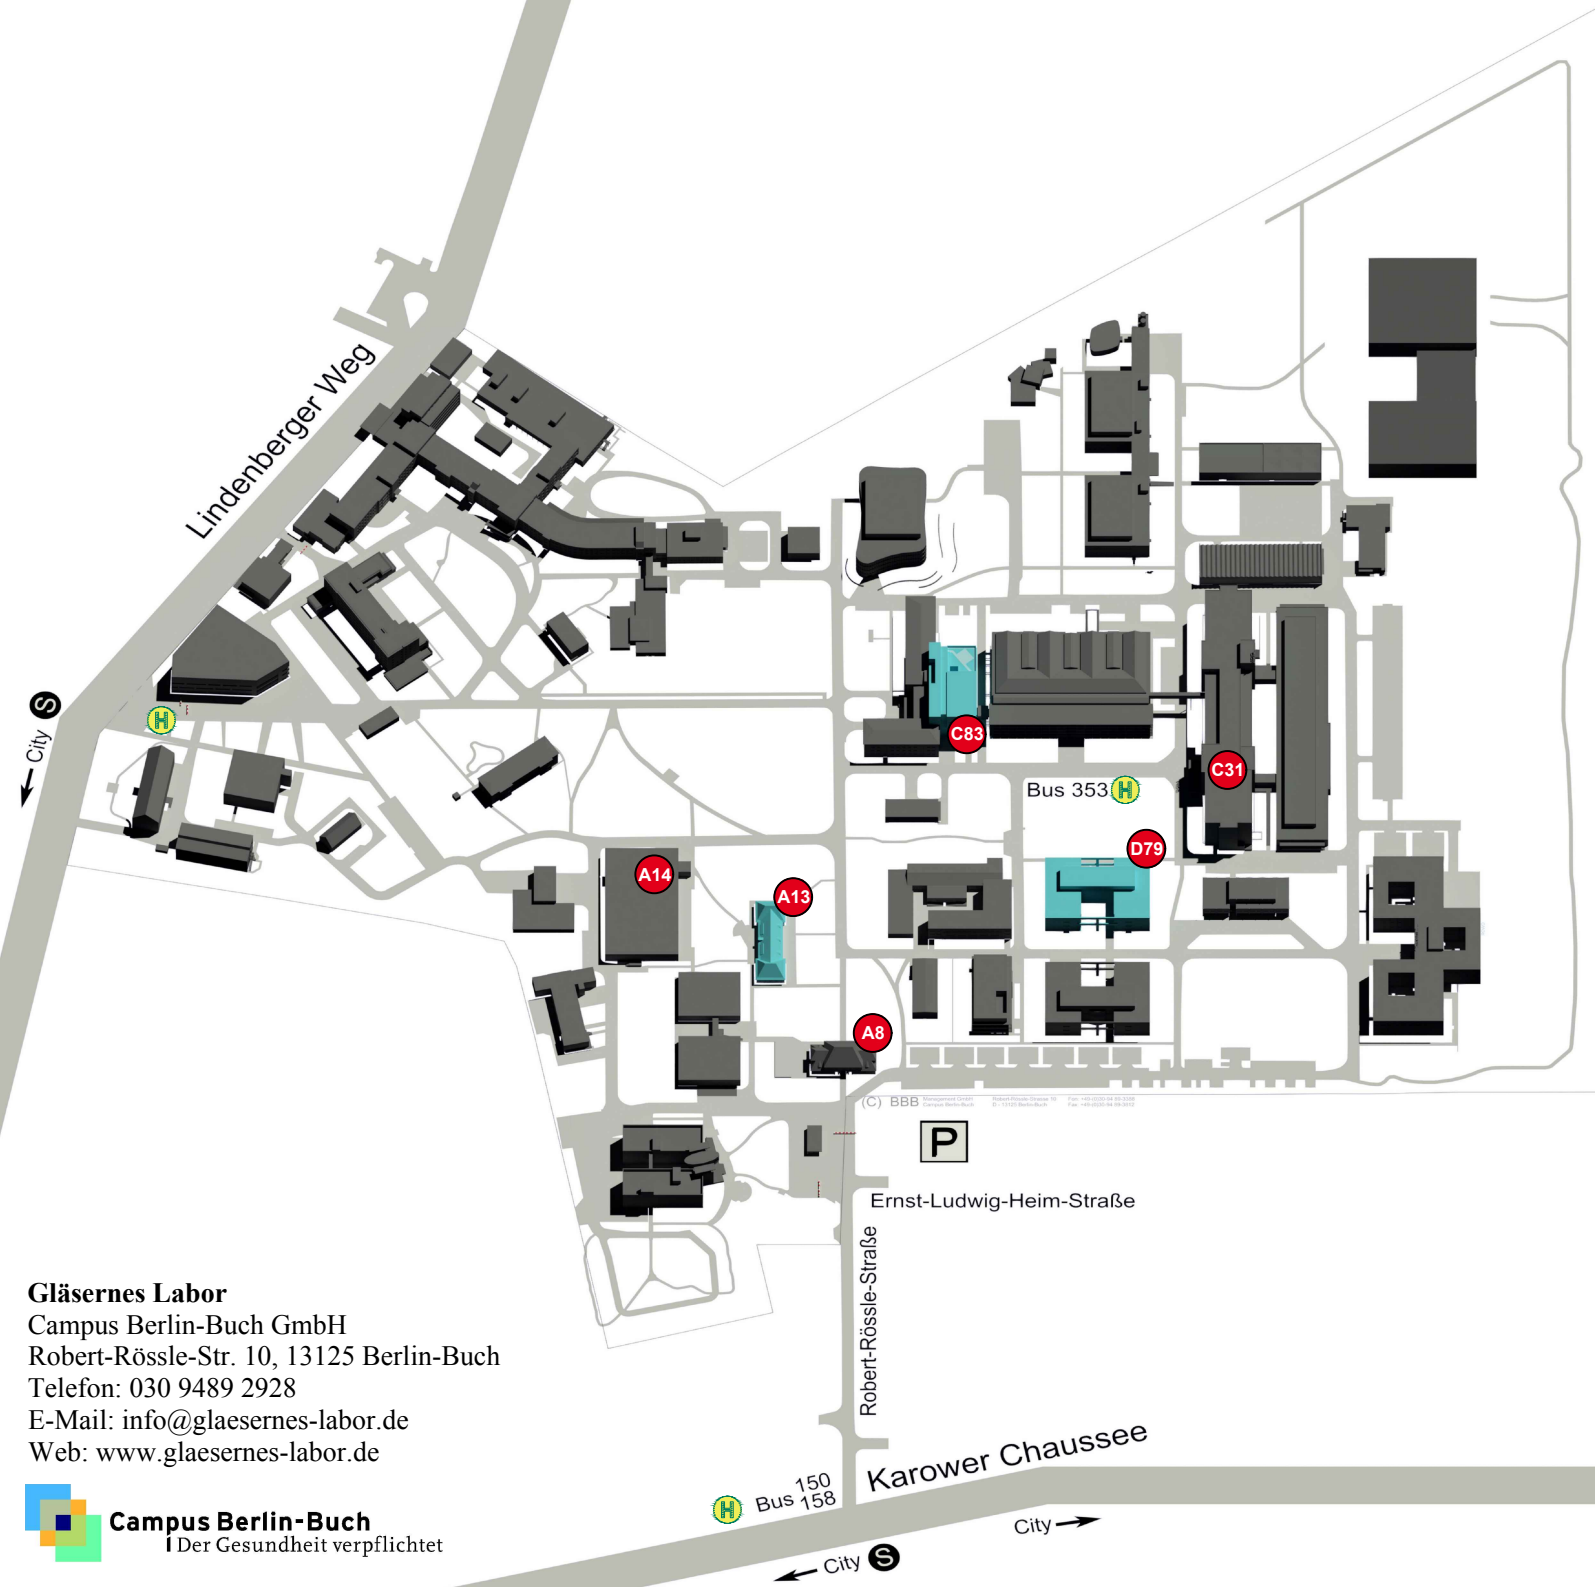 Lindenberger Weg
S
City
H
C83
C31
Bus 353 H
D79
A14
A13
A8
(C) BBB
P
Ernst-Ludwig-Heim-Straße
Robert-Rössle-Straße
Gläsernes Labor
Campus Berlin-Buch GmbH
Robert-Rössle-Str. 10, 13125 Berlin-Buch
Telefon: 030 9489 2928
E-Mail: info@glaesernes-labor.de
Web: www.glaesernes-labor.de
Karower Chaussee
H Bus 150
158
City
City S
Campus Berlin-Buch
Der Gesundheit verpflichtet